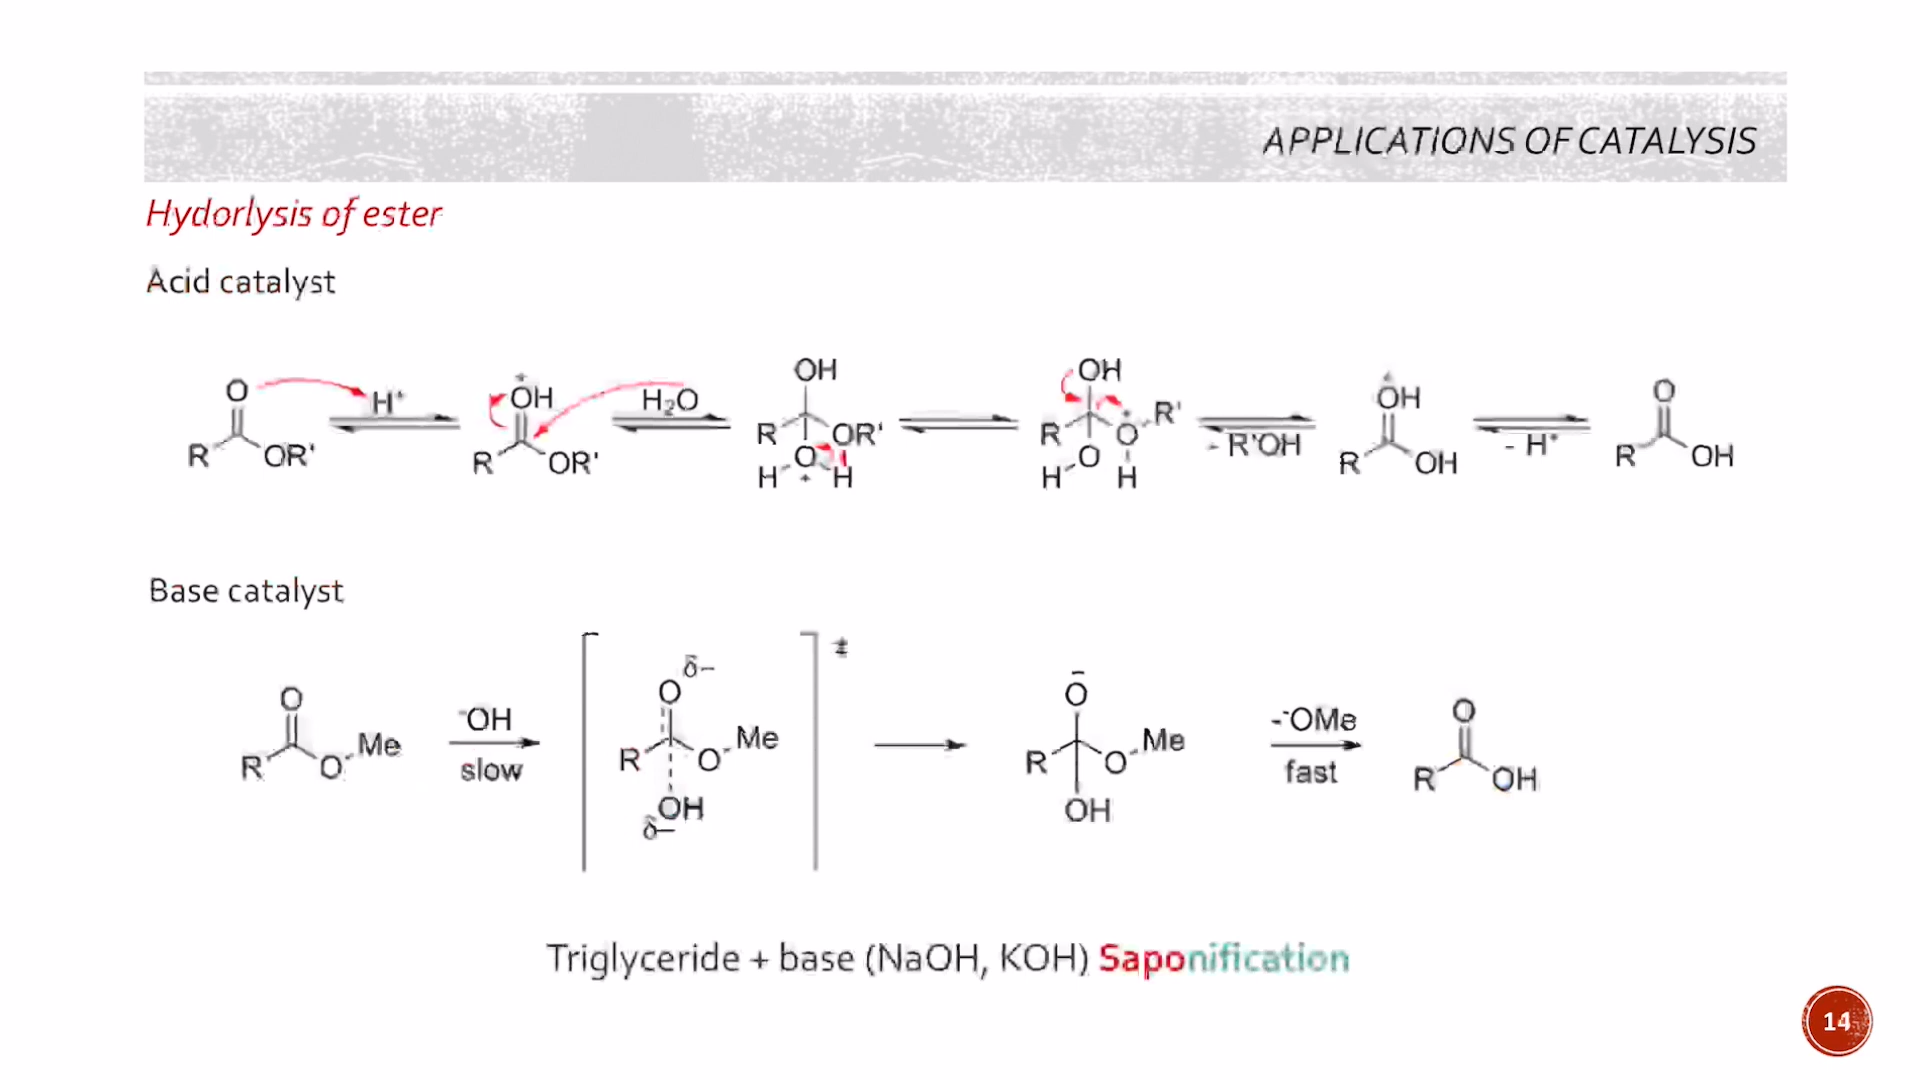 APPLICATIONS OF CATALYSIS
Hydorlysis of ester
Acid catalyst
O
R
OR'
H⁺
+
OH
R
OR'
H₂O
OH
R
OR'
O
H + H
OH
R
R'
O
+
O
H
H
- R'OH
+
OH
R
OH
- H⁺
O
R
OH
Base catalyst
O
R
O
Me
⁻OH
slow
δ–
O
R
O
Me
OH
δ–
‡
–
O
R
O
Me
OH
-⁻OMe
fast
O
R
OH
Triglyceride + base (NaOH, KOH) Saponification
14